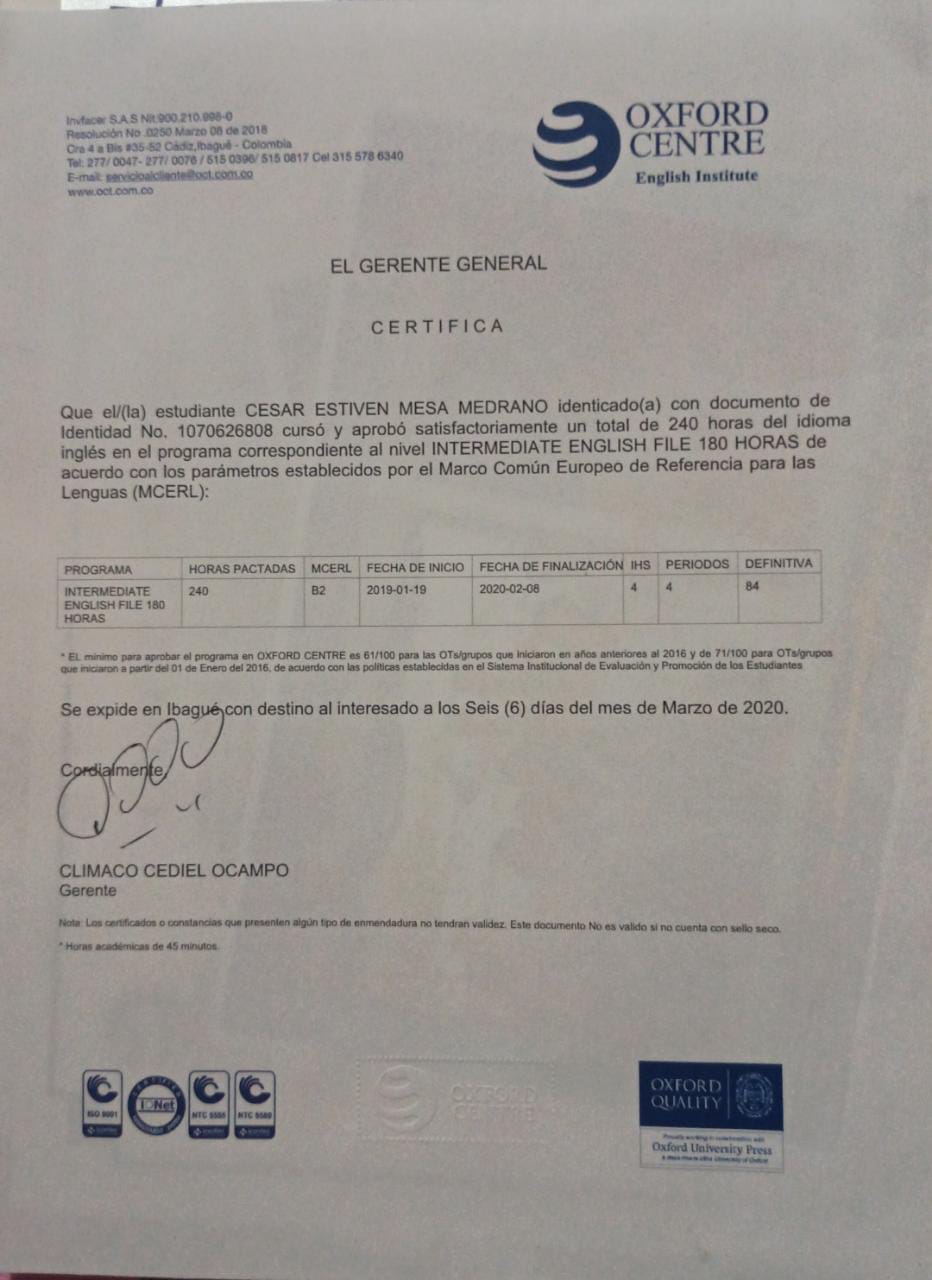 Invfacer S.A.S Nit.900.210.998-0
Resolución No .0250 Marzo 08 de 2018
Cra 4 a Bis #35-52 Cádiz,Ibagué - Colombia
Tel: 277/ 0047- 277/ 0076 / 515 0396/ 515 0817 Cel 315 578 6340
E-mail: servicioalcliente@oct.com.co
www.oct.com.co
OXFORD
CENTRE
English Institute
EL GERENTE GENERAL
CERTIFICA
Que el/(la) estudiante CESAR ESTIVEN MESA MEDRANO identicado(a) con documento de
Identidad No. 1070626808 cursó y aprobó satisfactoriamente un total de 240 horas del idioma
inglés en el programa correspondiente al nivel INTERMEDIATE ENGLISH FILE 180 HORAS de
acuerdo con los parámetros establecidos por el Marco Común Europeo de Referencia para las
Lenguas (MCERL):
PROGRAMA HORAS PACTADAS MCERL FECHA DE INICIO FECHA DE FINALIZACIÓN IHS PERIODOS DEFINITIVA
INTERMEDIATE 240 B2 2019-01-19 2020-02-08 4 4 84
ENGLISH FILE 180
HORAS
* EL mínimo para aprobar el programa en OXFORD CENTRE es 61/100 para las OTs/grupos que iniciaron en años anteriores al 2016 y de 71/100 para OTs/grupos
que iniciaron a partir del 01 de Enero del 2016, de acuerdo con las políticas establecidas en el Sistema Institucional de Evaluación y Promoción de los Estudiantes
Se expide en Ibagué con destino al interesado a los Seis (6) días del mes de Marzo de 2020.
Cordialmente,
CLIMACO CEDIEL OCAMPO
Gerente
Nota: Los certificados o constancias que presenten algún tipo de enmendadura no tendran validez. Este documento No es valido si no cuenta con sello seco.
* Horas académicas de 45 minutos.
ISO 9001
CERTIFIED
IQNet
NTC 5555
NTC 5580
OXFORD
CENTRE
OXFORD
QUALITY
Proudly working in collaboration with
Oxford University Press